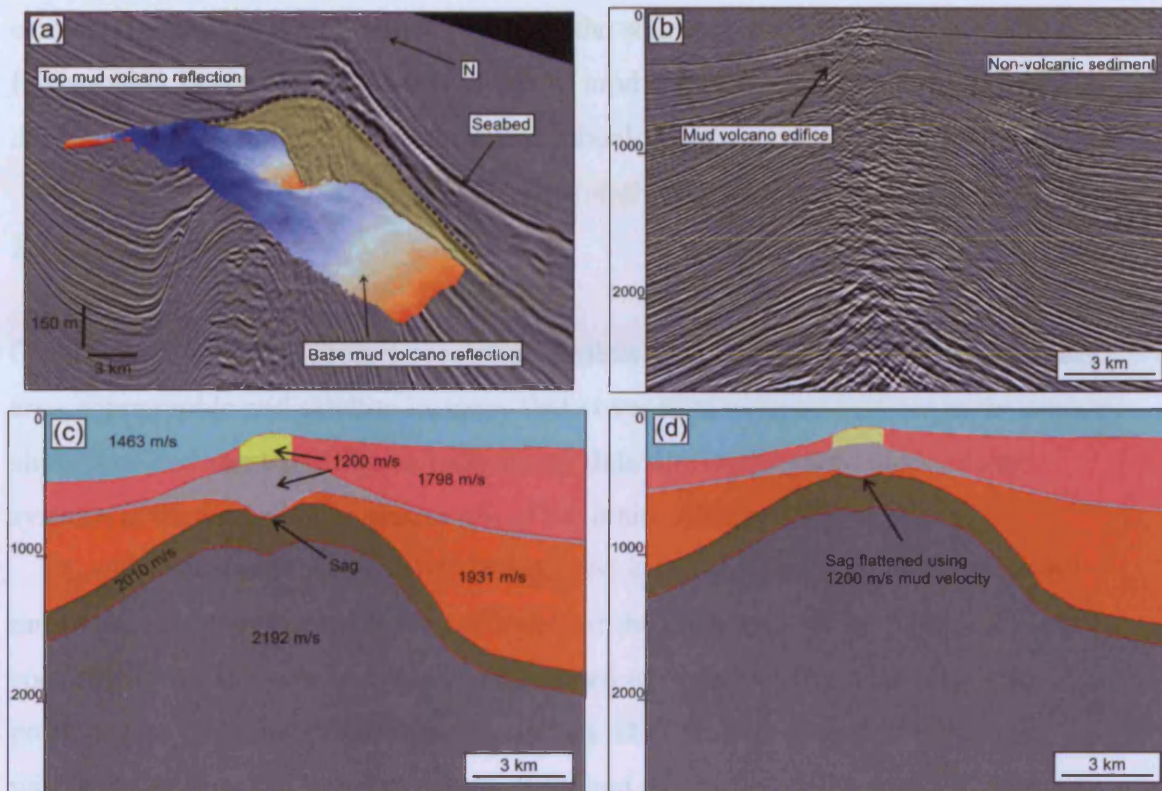 (a)
N
Top mud volcano reflection
Seabed
150 m
3 km
Base mud volcano reflection
(b)
0
Non-volcanic sediment
Mud volcano edifice
1000
2000
3 km
(c)
0
1463 m/s
1200 m/s
1798 m/s
1000
Sag
2010 m/s
1931 m/s
2192 m/s
2000
3 km
(d)
0
1000
Sag flattened using
1200 m/s mud velocity
2000
3 km